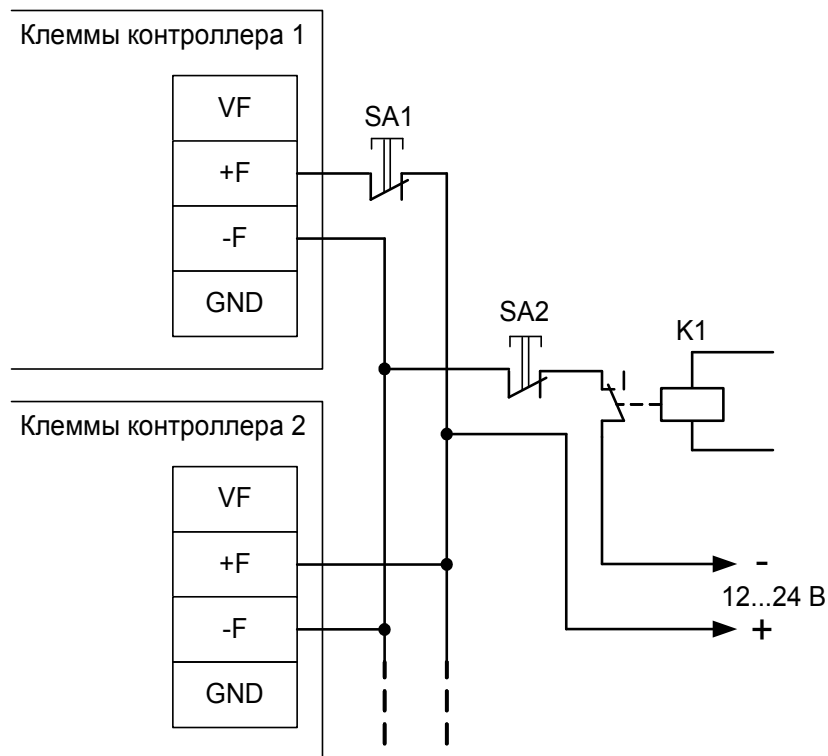 Клеммы контроллера 1
VF
+F
-F
GND
SA1
SA2
K1
Клеммы контроллера 2
VF
+F
-F
GND
-
12...24 В
+